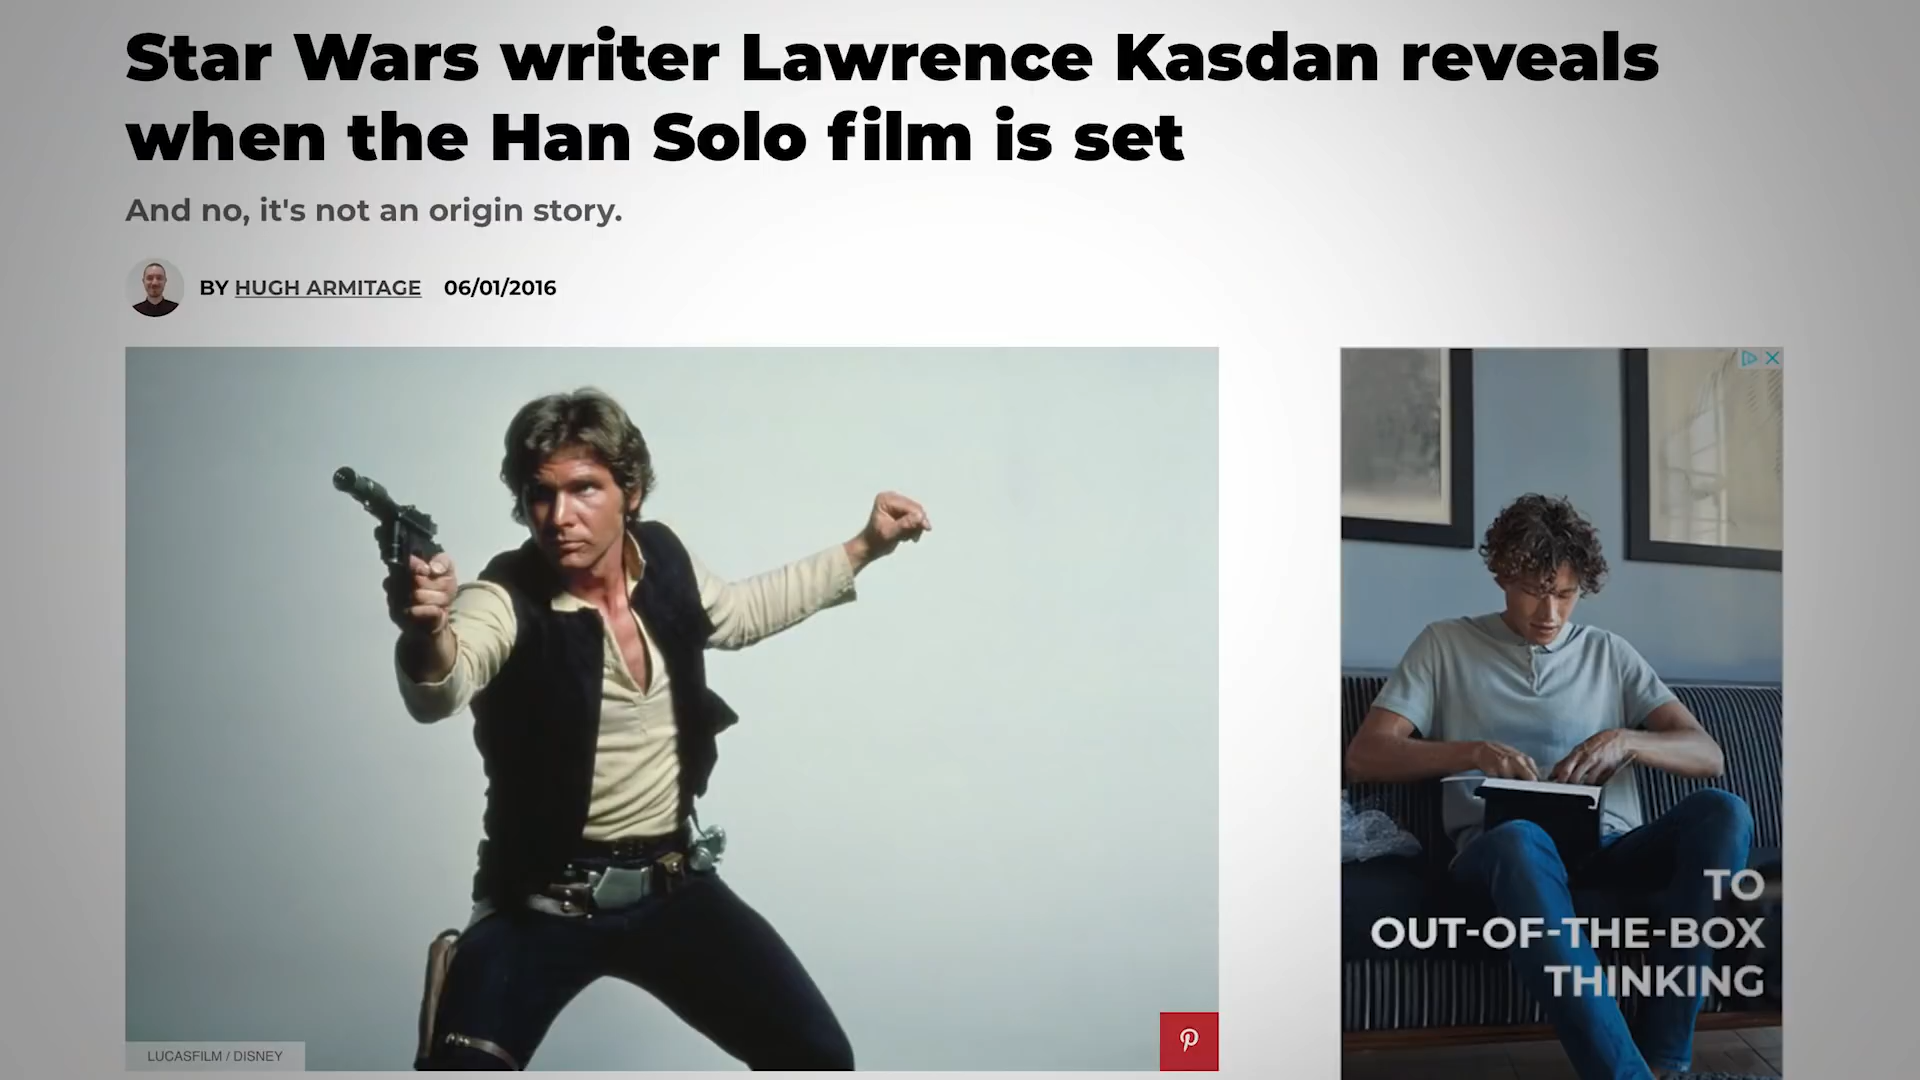 Star Wars writer Lawrence Kasdan reveals
when the Han Solo film is set
And no, it's not an origin story.
BY HUGH ARMITAGE 06/01/2016
LUCASFILM / DISNEY
TO
OUT-OF-THE-BOX
THINKING